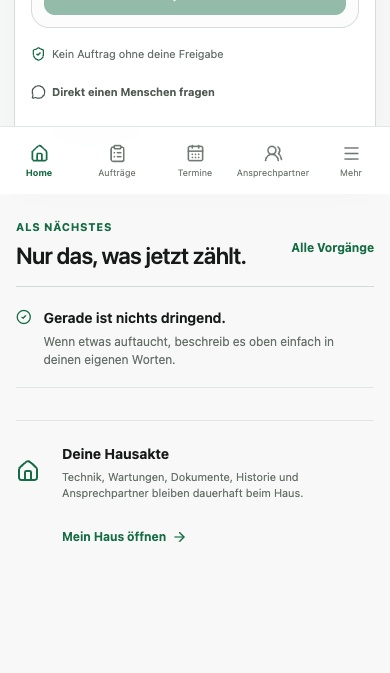 Kein Auftrag ohne deine Freigabe
Direkt einen Menschen fragen
Home
Aufträge
Termine
Ansprechpartner
Mehr
ALS NÄCHSTES
Nur das, was jetzt zählt.
Alle Vorgänge
Gerade ist nichts dringend.
Wenn etwas auftaucht, beschreib es oben einfach in
deinen eigenen Worten.
Deine Hausakte
Technik, Wartungen, Dokumente, Historie und
Ansprechpartner bleiben dauerhaft beim Haus.
Mein Haus öffnen